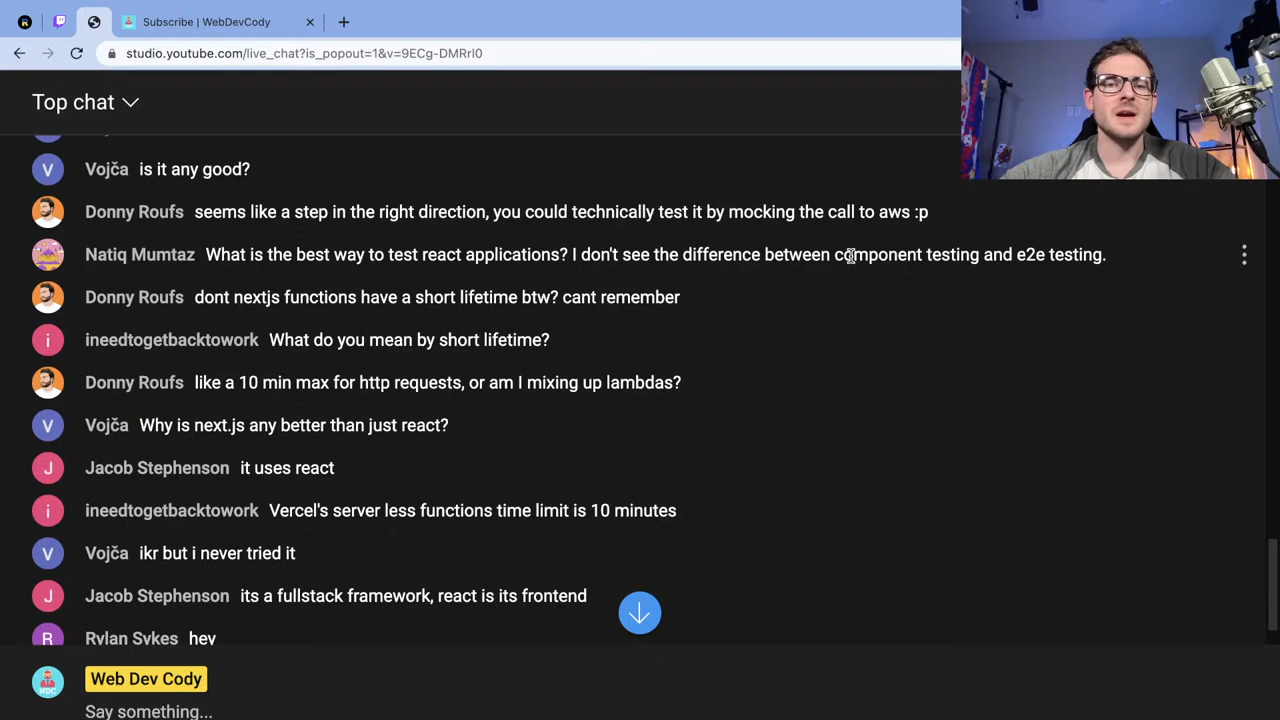 Subscribe | WebDevCody
studio.youtube.com/live_chat?is_popout=1&v=9ECg-DMRrl0
Top chat
V Vojča is it any good?
Donny Roufs seems like a step in the right direction, you could technically test it by mocking the call to aws :p
Natiq Mumtaz What is the best way to test react applications? I don't see the difference between component testing and e2e testing.
Donny Roufs dont nextjs functions have a short lifetime btw? cant remember
i ineedtogetbacktowork What do you mean by short lifetime?
Donny Roufs like a 10 min max for http requests, or am I mixing up lambdas?
V Vojča Why is next.js any better than just react?
J Jacob Stephenson it uses react
i ineedtogetbacktowork Vercel's server less functions time limit is 10 minutes
V Vojča ikr but i never tried it
J Jacob Stephenson its a fullstack framework, react is its frontend
R Rylan Sykes hey
WDC Web Dev Cody
Say something...